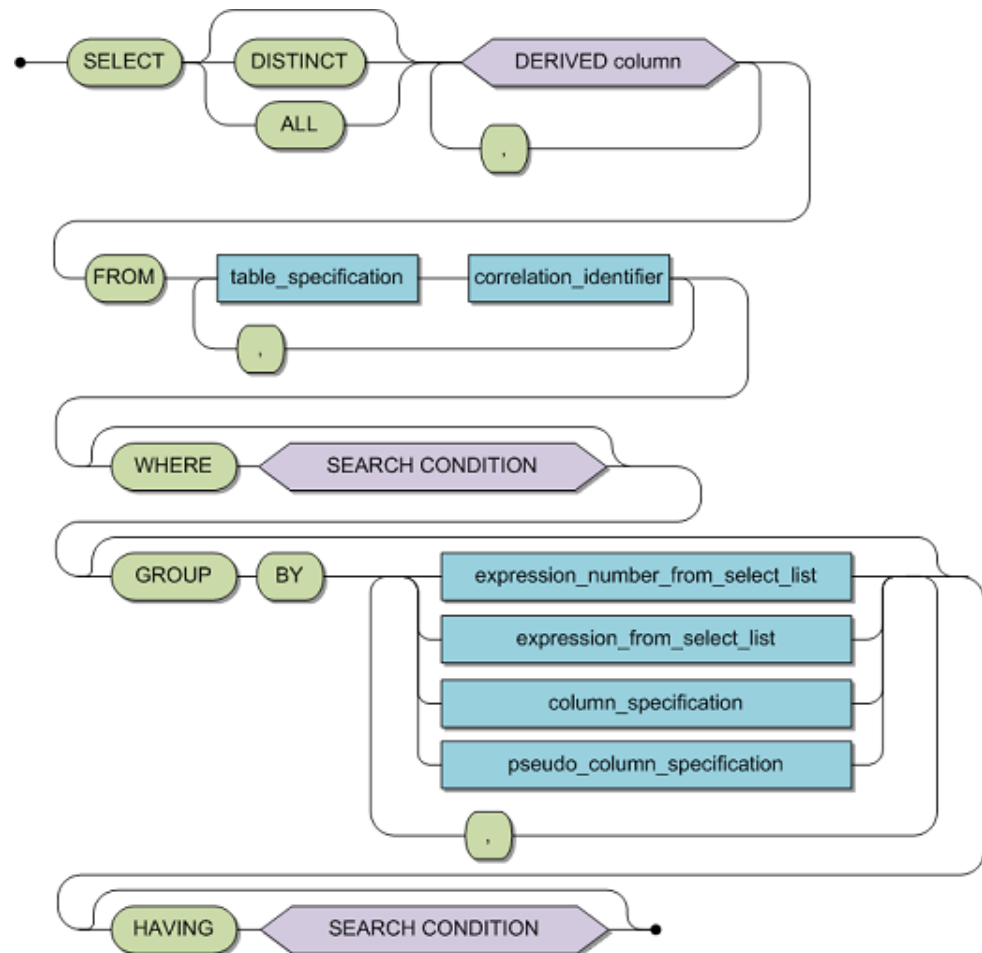 SELECT DISTINCT DERIVED column
ALL
,
FROM table_specification correlation_identifier
,
WHERE SEARCH CONDITION
GROUP BY expression_number_from_select_list
expression_from_select_list
column_specification
pseudo_column_specification
,
HAVING SEARCH CONDITION